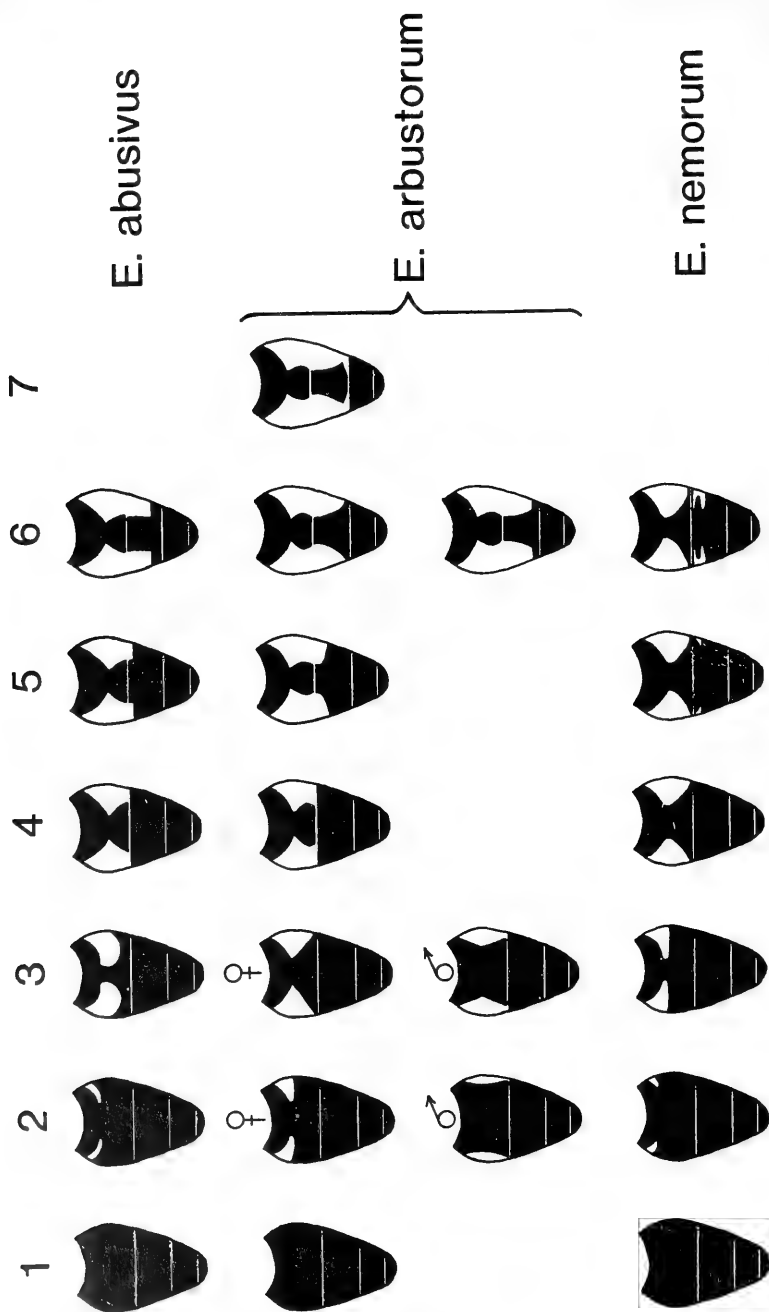 1 2 3 4 5 6 7
E. abusivus
♀ ♀
E. arbustorum
♂ ♂
E. nemorum